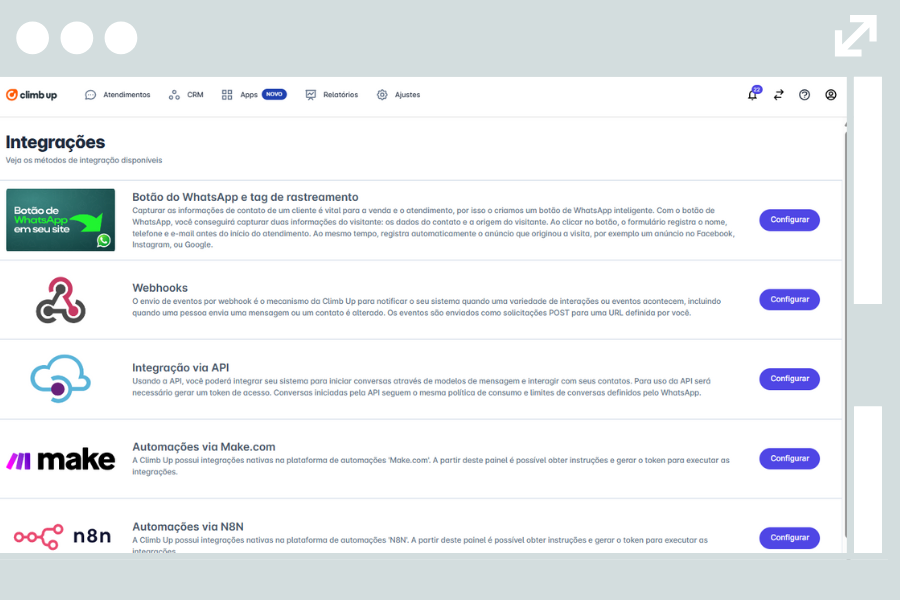 climb up
Atendimentos
CRM
Apps NOVO
Relatórios
Ajustes
22
Integrações
Veja os métodos de integração disponíveis
Botão de
WhatsApp
em seu site
Botão do WhatsApp e tag de rastreamento
Capturar as informações de contato de um cliente é vital para a venda e o atendimento, por isso o criamos um botão de WhatsApp inteligente. Com o botão de
WhatsApp, você conseguirá capturar duas informações do visitante: os dados do contato e a origem do visitante. Ao clicar no botão, o formulário registra o nome,
telefone e e-mail antes do início do atendimento. Ao mesmo tempo, registra automaticamente o anúncio que originou a visita, por exemplo um anúncio no Facebook,
Instagram, ou Google.
Configurar
Webhooks
O envio de eventos por webhook é o mecanismo da Climb Up para notificar o seu sistema quando uma variedade de interações ou eventos acontecem, incluindo
quando uma pessoa envia uma mensagem ou um contato é alterado. Os eventos são enviados como solicitações POST para uma URL definida por você.
Configurar
Integração via API
Usando a API, você poderá integrar seu sistema para iniciar conversas através de modelos de mensagem e interagir com seus contatos. Para uso da API será
necessário gerar um token de acesso. Conversas iniciadas pela API seguem o mesma política de consumo e limites de conversas definidos pelo WhatsApp.
Configurar
make
Automações via Make.com
A Climb Up possui integrações nativas na plataforma de automações 'Make.com'. A partir deste painel é possível obter instruções e gerar o token para executar as
integrações.
Configurar
n8n
Automações via N8N
A Climb Up possui integrações nativas na plataforma de automações 'N8N'. A partir deste painel é possível obter instruções e gerar o token para executar as
integrações.
Configurar